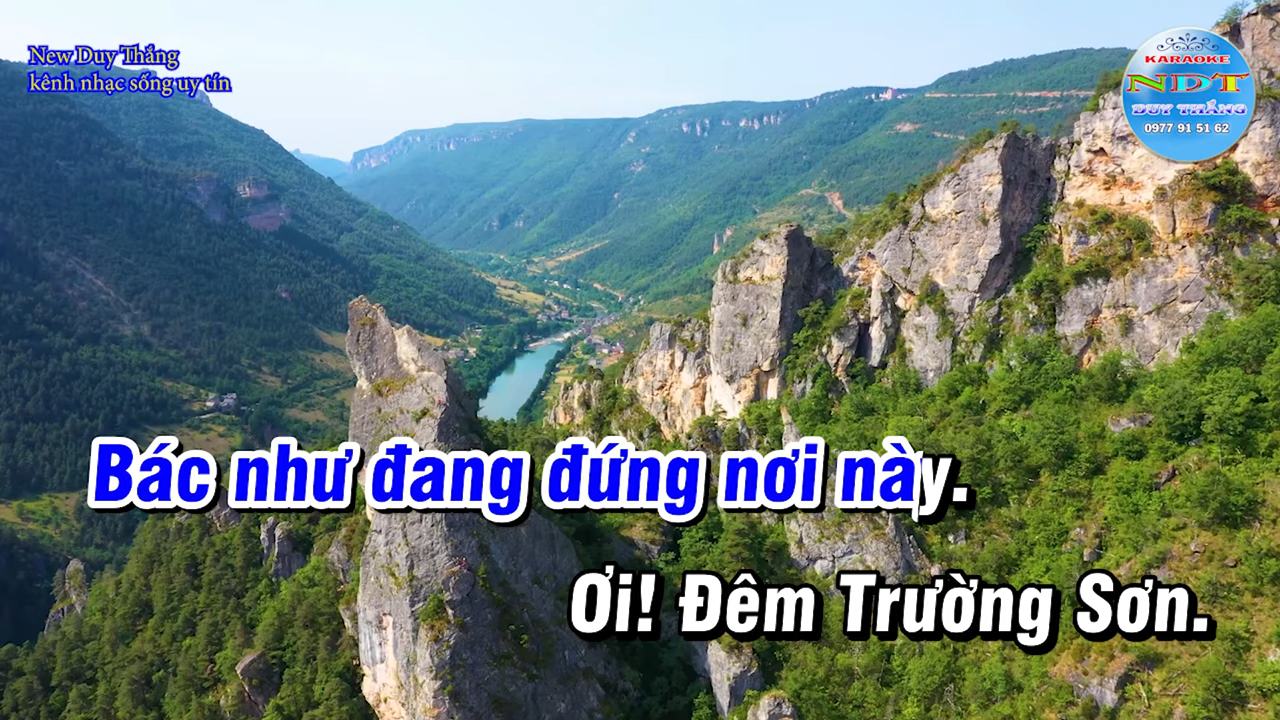 New Duy Thắng
kênh nhạc sống uy tín
KARAOKE
NDT
DUY THẮNG
0977 91 51 62
Bác như đang đứng nơi này.
Ơi! Đêm Trường Sơn.